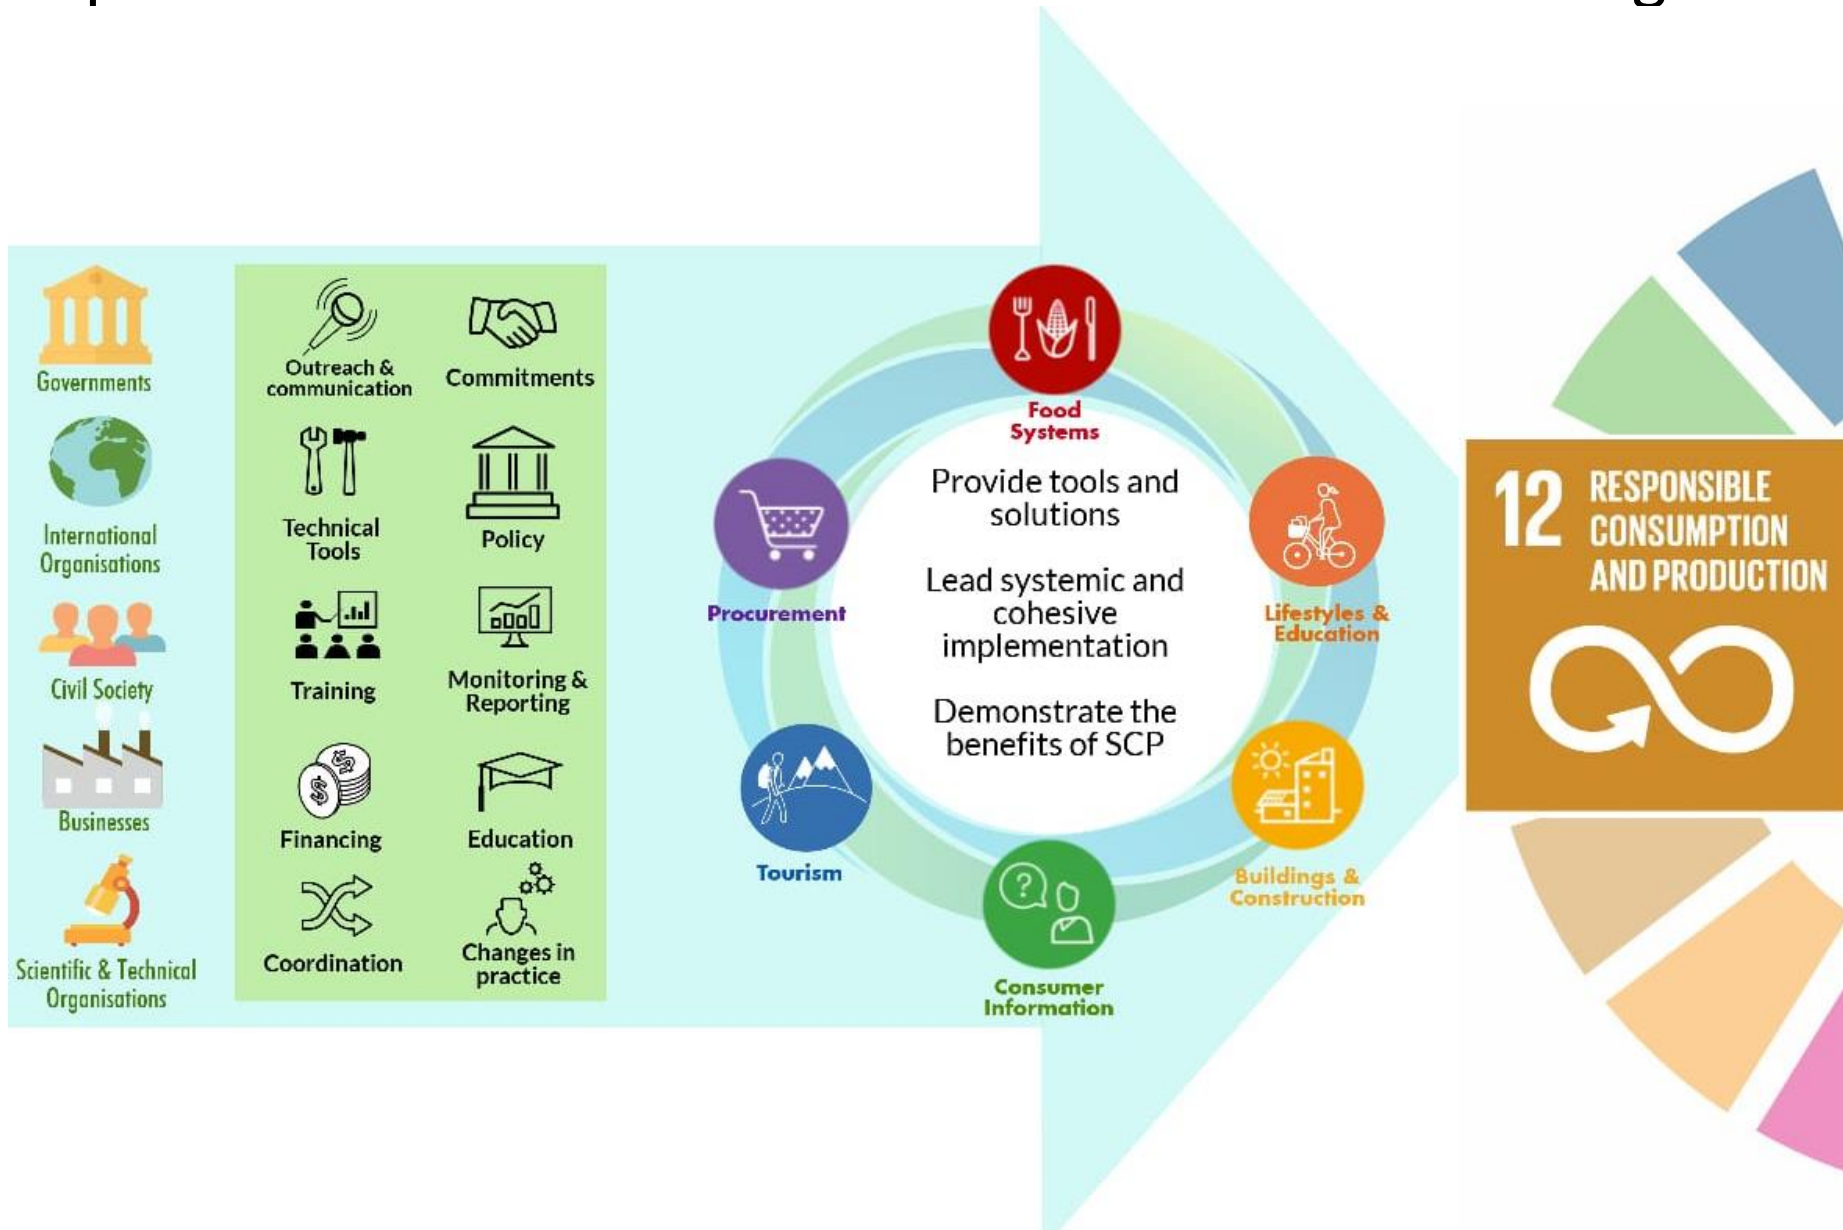 Governments
International
Organisations
Civil Society
Businesses
Scientific & Technical
Organisations
Outreach &
communication
Commitments
Technical
Tools
Policy
Training
Monitoring &
Reporting
Financing
Education
Coordination
Changes in
practice
Food
Systems
Procurement
Lifestyles &
Education
Tourism
Buildings &
Construction
Consumer
Information
Provide tools and
solutions
Lead systemic and
cohesive
implementation
Demonstrate the
benefits of SCP
12 RESPONSIBLE
CONSUMPTION
AND PRODUCTION